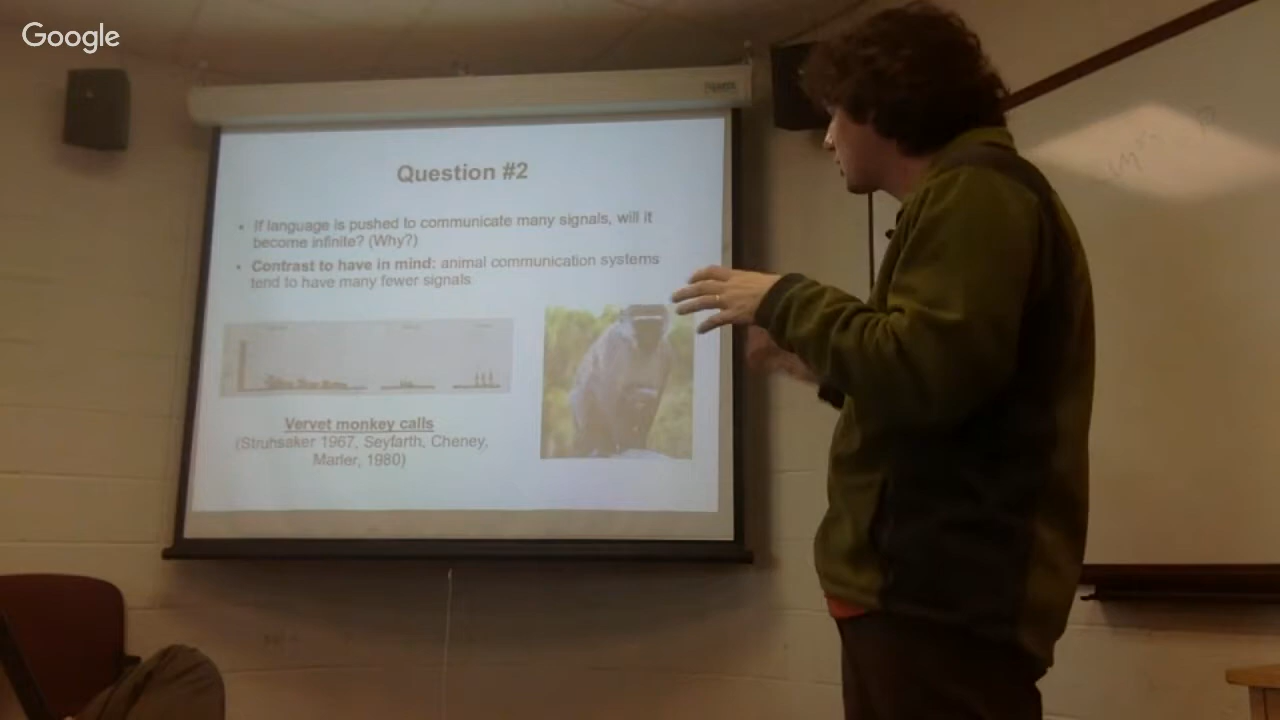 Google
Question #2
• If language is pushed to communicate many signals, will it
become infinite? (Why?)
• Contrast to have in mind: animal communication systems
tend to have many fewer signals
Vervet monkey calls
(Struhsaker 1967, Seyfarth, Cheney,
Marler, 1980)